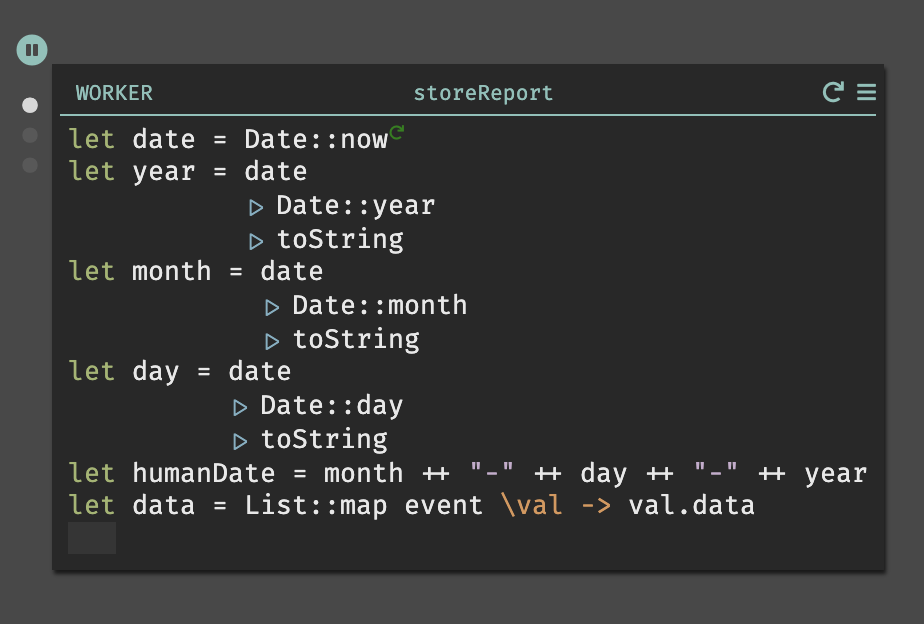 WORKER storeReport
let date = Date::now
let year = date
▷ Date::year
▷ toString
let month = date
▷ Date::month
▷ toString
let day = date
▷ Date::day
▷ toString
let humanDate = month ++ "-" ++ day ++ "-" ++ year
let data = List::map event \val -> val.data